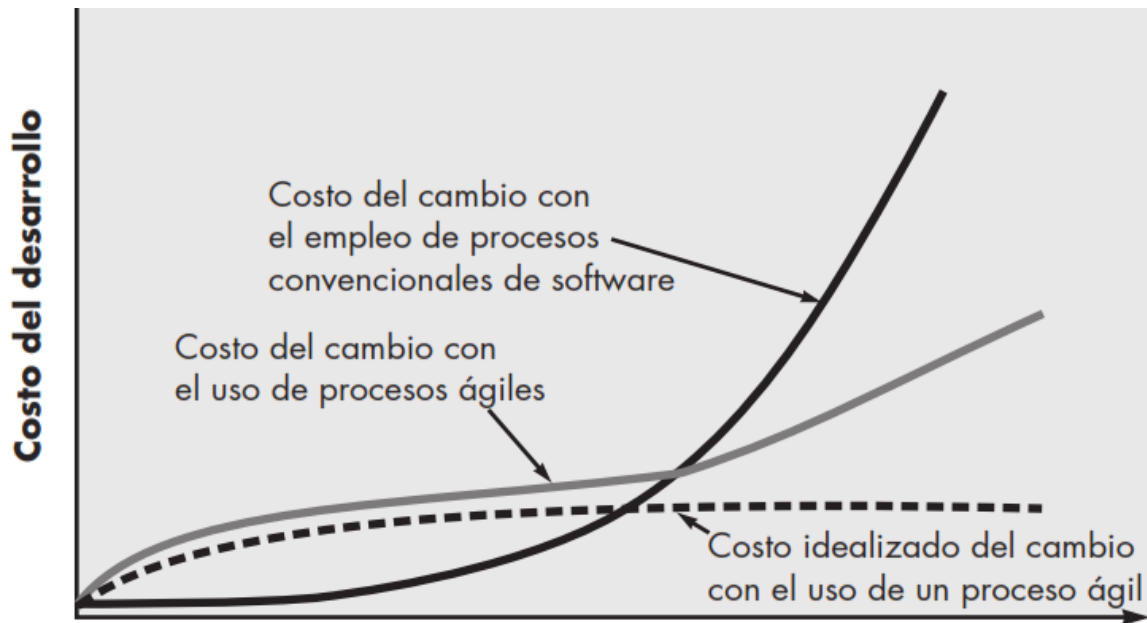 Costo del desarrollo
Costo del cambio con
el empleo de procesos
convencionales de software
Costo del cambio con
el uso de procesos ágiles
Costo idealizado del cambio
con el uso de un proceso ágil